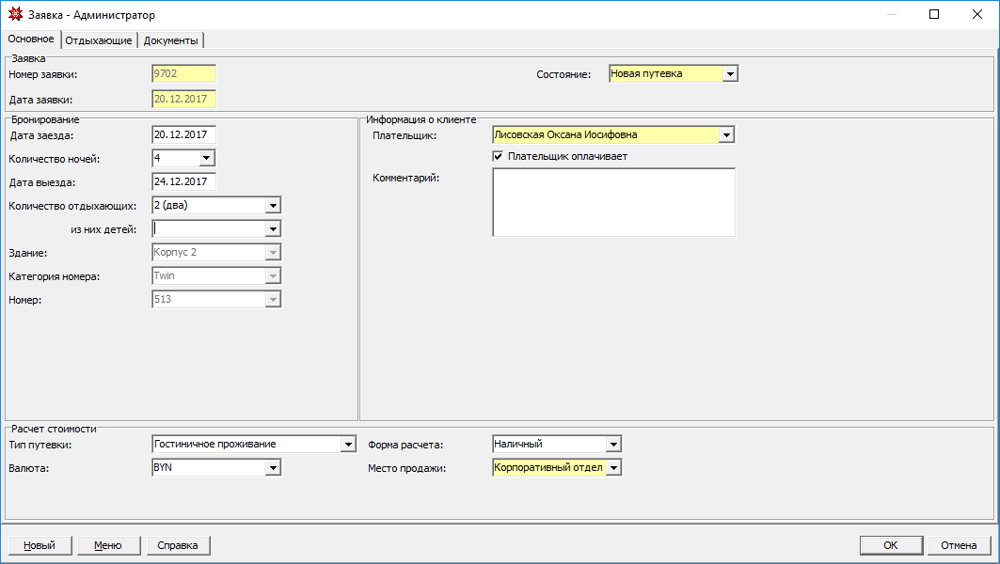 Заявка - Администратор
Основное Отдыхающие Документы
Заявка
Номер заявки: 9702 Состояние: Новая путевка
Дата заявки: 20.12.2017
Бронирование Информация о клиенте
Дата заезда: 20.12.2017 Плательщик: Лисовская Оксана Иосифовна
Количество ночей: 4 Плательщик оплачивает
Дата выезда: 24.12.2017 Комментарий:
Количество отдыхающих: 2 (два)
из них детей:
Здание: Корпус 2
Категория номера: Twin
Номер: 513
Расчет стоимости
Тип путевки: Гостиничное проживание Форма расчета: Наличный
Валюта: BYN Место продажи: Корпоративный отдел
Новый Меню Справка ОК Отмена